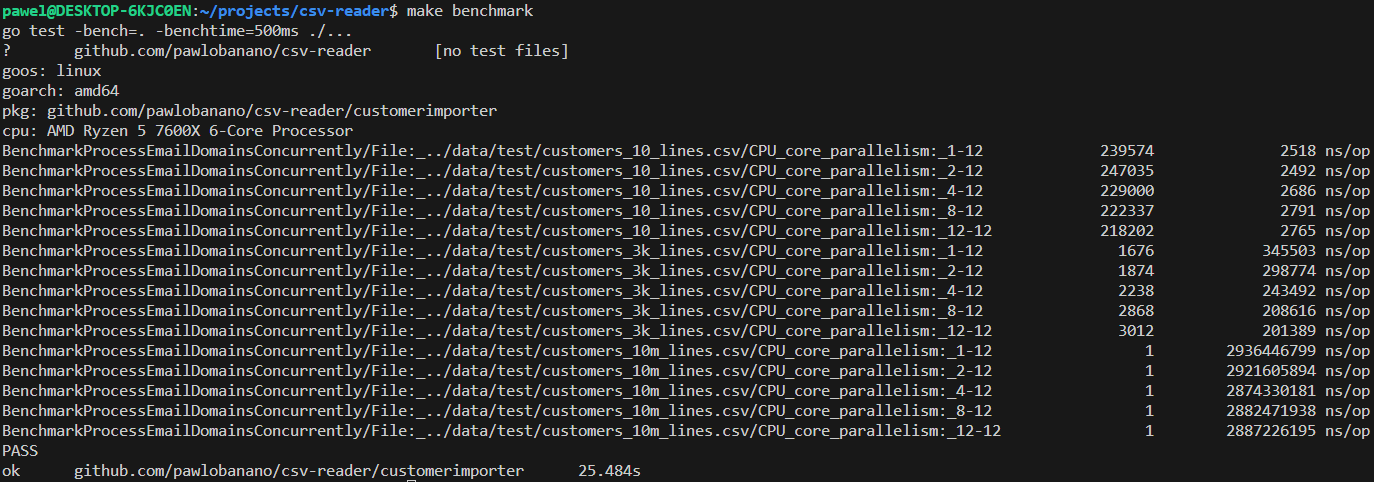 pawel@DESKTOP-6KJC0EN:~/projects/csv-reader$ make benchmark
go test -bench=. -benchtime=500ms ./...
?       github.com/pawlobanano/csv-reader       [no test files]
goos: linux
goarch: amd64
pkg: github.com/pawlobanano/csv-reader/customerimporter
cpu: AMD Ryzen 5 7600X 6-Core Processor
BenchmarkProcessEmailDomainsConcurrently/File:_../data/test/customers_10_lines.csv/CPU_core_parallelism:_1-12             239574              2518 ns/op
BenchmarkProcessEmailDomainsConcurrently/File:_../data/test/customers_10_lines.csv/CPU_core_parallelism:_2-12             247035              2492 ns/op
BenchmarkProcessEmailDomainsConcurrently/File:_../data/test/customers_10_lines.csv/CPU_core_parallelism:_4-12             229000              2686 ns/op
BenchmarkProcessEmailDomainsConcurrently/File:_../data/test/customers_10_lines.csv/CPU_core_parallelism:_8-12             222337              2791 ns/op
BenchmarkProcessEmailDomainsConcurrently/File:_../data/test/customers_10_lines.csv/CPU_core_parallelism:_12-12            218202              2765 ns/op
BenchmarkProcessEmailDomainsConcurrently/File:_../data/test/customers_3k_lines.csv/CPU_core_parallelism:_1-12               1676            345503 ns/op
BenchmarkProcessEmailDomainsConcurrently/File:_../data/test/customers_3k_lines.csv/CPU_core_parallelism:_2-12               1874            298774 ns/op
BenchmarkProcessEmailDomainsConcurrently/File:_../data/test/customers_3k_lines.csv/CPU_core_parallelism:_4-12               2238            243492 ns/op
BenchmarkProcessEmailDomainsConcurrently/File:_../data/test/customers_3k_lines.csv/CPU_core_parallelism:_8-12               2868            208616 ns/op
BenchmarkProcessEmailDomainsConcurrently/File:_../data/test/customers_3k_lines.csv/CPU_core_parallelism:_12-12              3012            201389 ns/op
BenchmarkProcessEmailDomainsConcurrently/File:_../data/test/customers_10m_lines.csv/CPU_core_parallelism:_1-12                 1        2936446799 ns/op
BenchmarkProcessEmailDomainsConcurrently/File:_../data/test/customers_10m_lines.csv/CPU_core_parallelism:_2-12                 1        2921605894 ns/op
BenchmarkProcessEmailDomainsConcurrently/File:_../data/test/customers_10m_lines.csv/CPU_core_parallelism:_4-12                 1        2874330181 ns/op
BenchmarkProcessEmailDomainsConcurrently/File:_../data/test/customers_10m_lines.csv/CPU_core_parallelism:_8-12                 1        2882471938 ns/op
BenchmarkProcessEmailDomainsConcurrently/File:_../data/test/customers_10m_lines.csv/CPU_core_parallelism:_12-12                1        2887226195 ns/op
PASS
ok      github.com/pawlobanano/csv-reader/customerimporter      25.484s